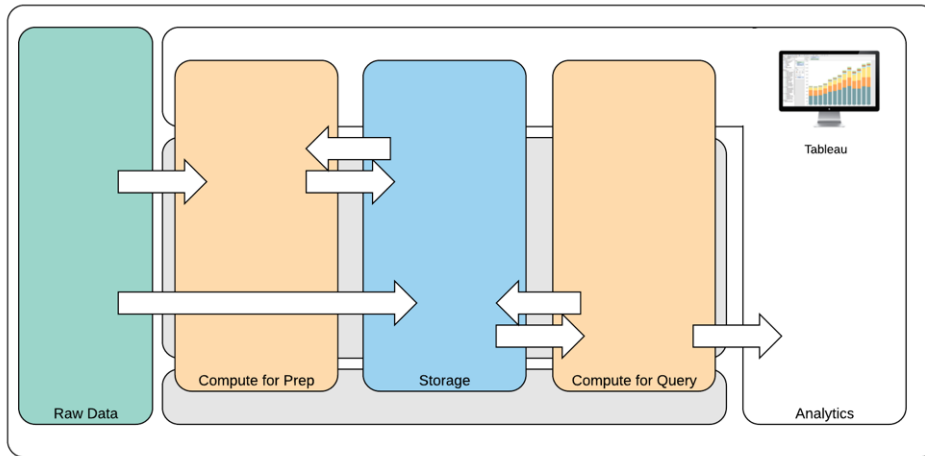 Tableau
Compute for Prep
Storage
Compute for Query
Raw Data
Analytics